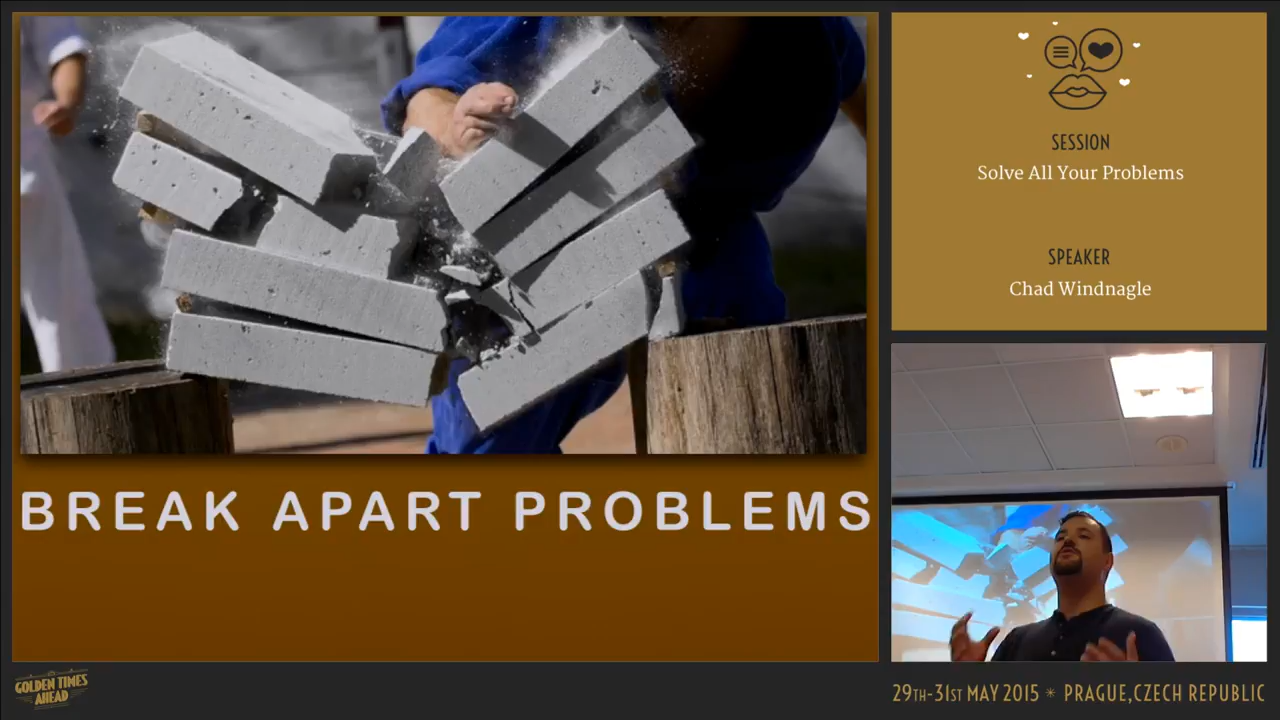 BREAK APART PROBLEMS
SESSION
Solve All Your Problems
SPEAKER
Chad Windnagle
GOLDEN TIMES
AHEAD
29TH-31ST MAY 2015 * PRAGUE,CZECH REPUBLIC